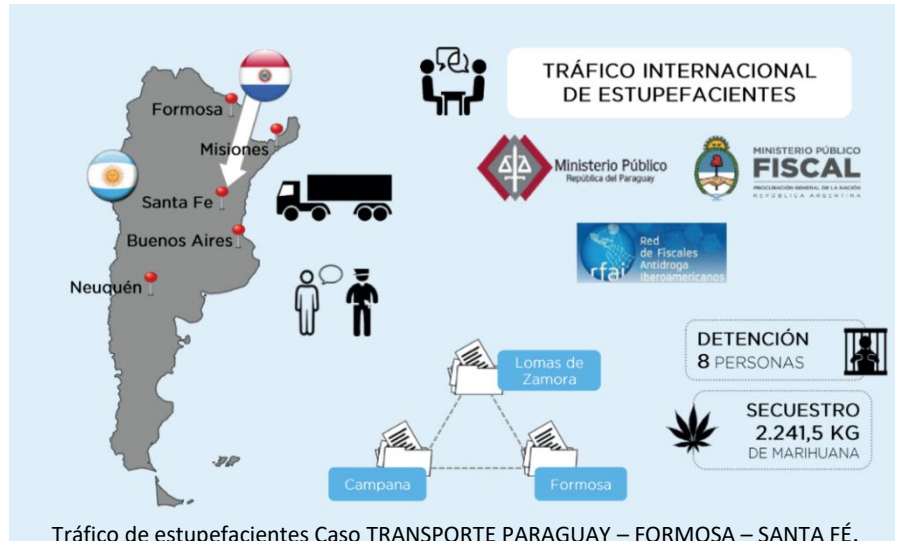 TRÁFICO INTERNACIONAL
DE ESTUPEFACIENTES
Formosa
Misiones
Santa Fe
Buenos Aires
Neuquén
Ministerio Público
República del Paraguay
MINISTERIO PÚBLICO
FISCAL
PROCURACIÓN GENERAL DE LA NACIÓN
REPÚBLICA ARGENTINA
rfai
Red
de Fiscales
Antidroga
Iberoamericanos
DETENCIÓN
8 PERSONAS
SECUESTRO
2.241,5 KG
DE MARIHUANA
Lomas de
Zamora
Campana
Formosa
Tráfico de estupefacientes Caso TRANSPORTE PARAGUAY – FORMOSA – SANTA FÉ.